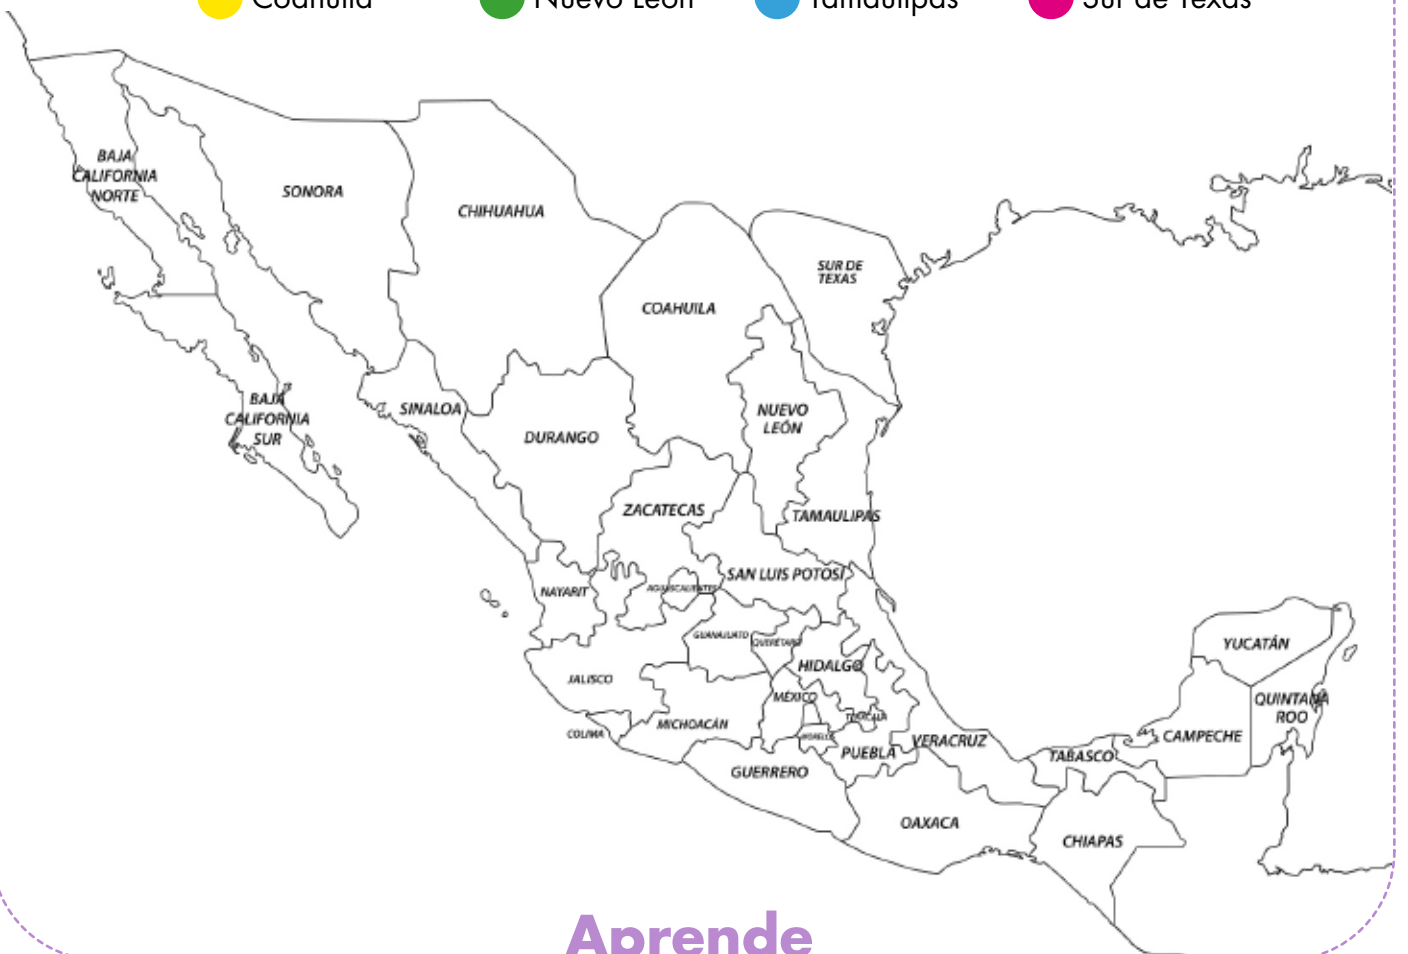 Coahuila Nuevo León Tamaulipas Sur de Texas
BAJA
CALIFORNIA
NORTE
SONORA
CHIHUAHUA
SUR DE
TEXAS
COAHUILA
BAJA
CALIFORNIA
SUR
SINALOA
DURANGO
NUEVO
LEÓN
ZACATECAS
TAMAULIPAS
SAN LUIS POTOSÍ
NAYARIT
AGUASCALIENTES
GUANAJUATO
QUERÉTARO
HIDALGO
YUCATÁN
JALISCO
MÉXICO
QUINTANA
ROO
TLAXCALA
MICHOACÁN
COLIMA
MORELOS
PUEBLA
VERACRUZ
TABASCO
CAMPECHE
GUERRERO
OAXACA
CHIAPAS
Aprende